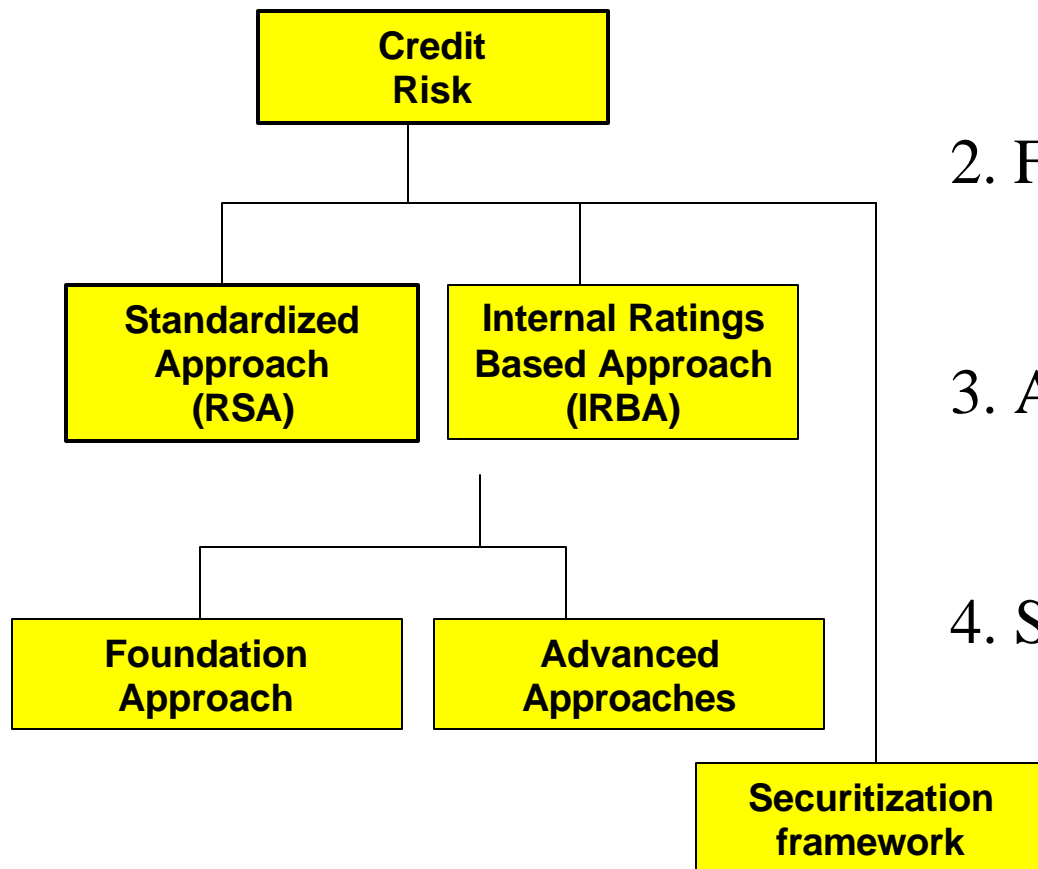 Credit
Risk
2.
Standardized
Approach
(RSA)
Internal Ratings
Based Approach
(IRBA)
3. A
Foundation
Approach
Advanced
Approaches
4. S
Securitization
framework